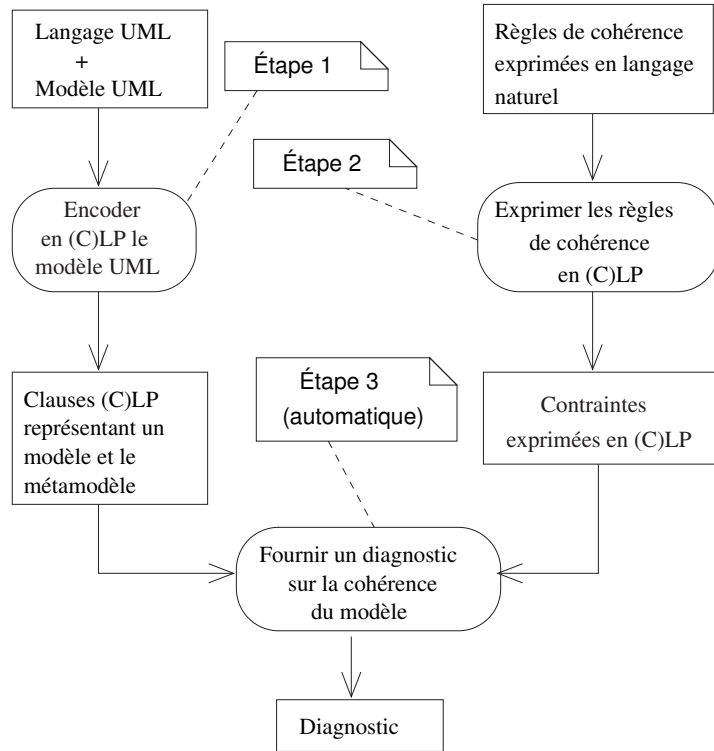 Langage UML
+
Modèle UML
Étape 1
Règles de cohérence
exprimées en langage
naturel
Étape 2
Encoder
en (C)LP le
modèle UML
Exprimer les règles
de cohérence
en (C)LP
Clauses (C)LP
représentant un
modèle et le
métamodèle
Étape 3
(automatique)
Contraintes
exprimées en (C)LP
Fournir un diagnostic
sur la cohérence
du modèle
Diagnostic